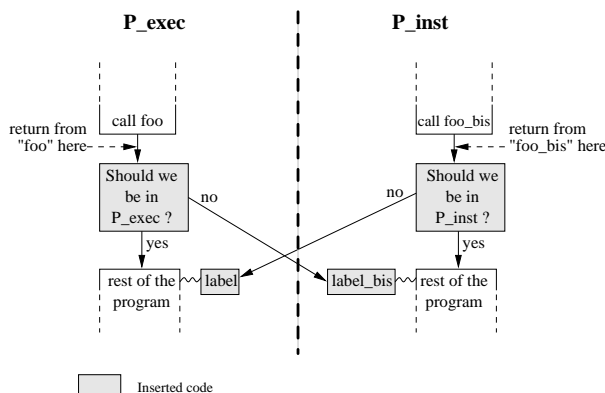 P_exec
P_inst
call foo
call foo_bis
return from
"foo" here
return from
"foo_bis" here
Should we
be in
P_exec ?
no
no
Should we
be in
P_inst ?
yes
yes
rest of the
program
label
label_bis
rest of the
program
Inserted code